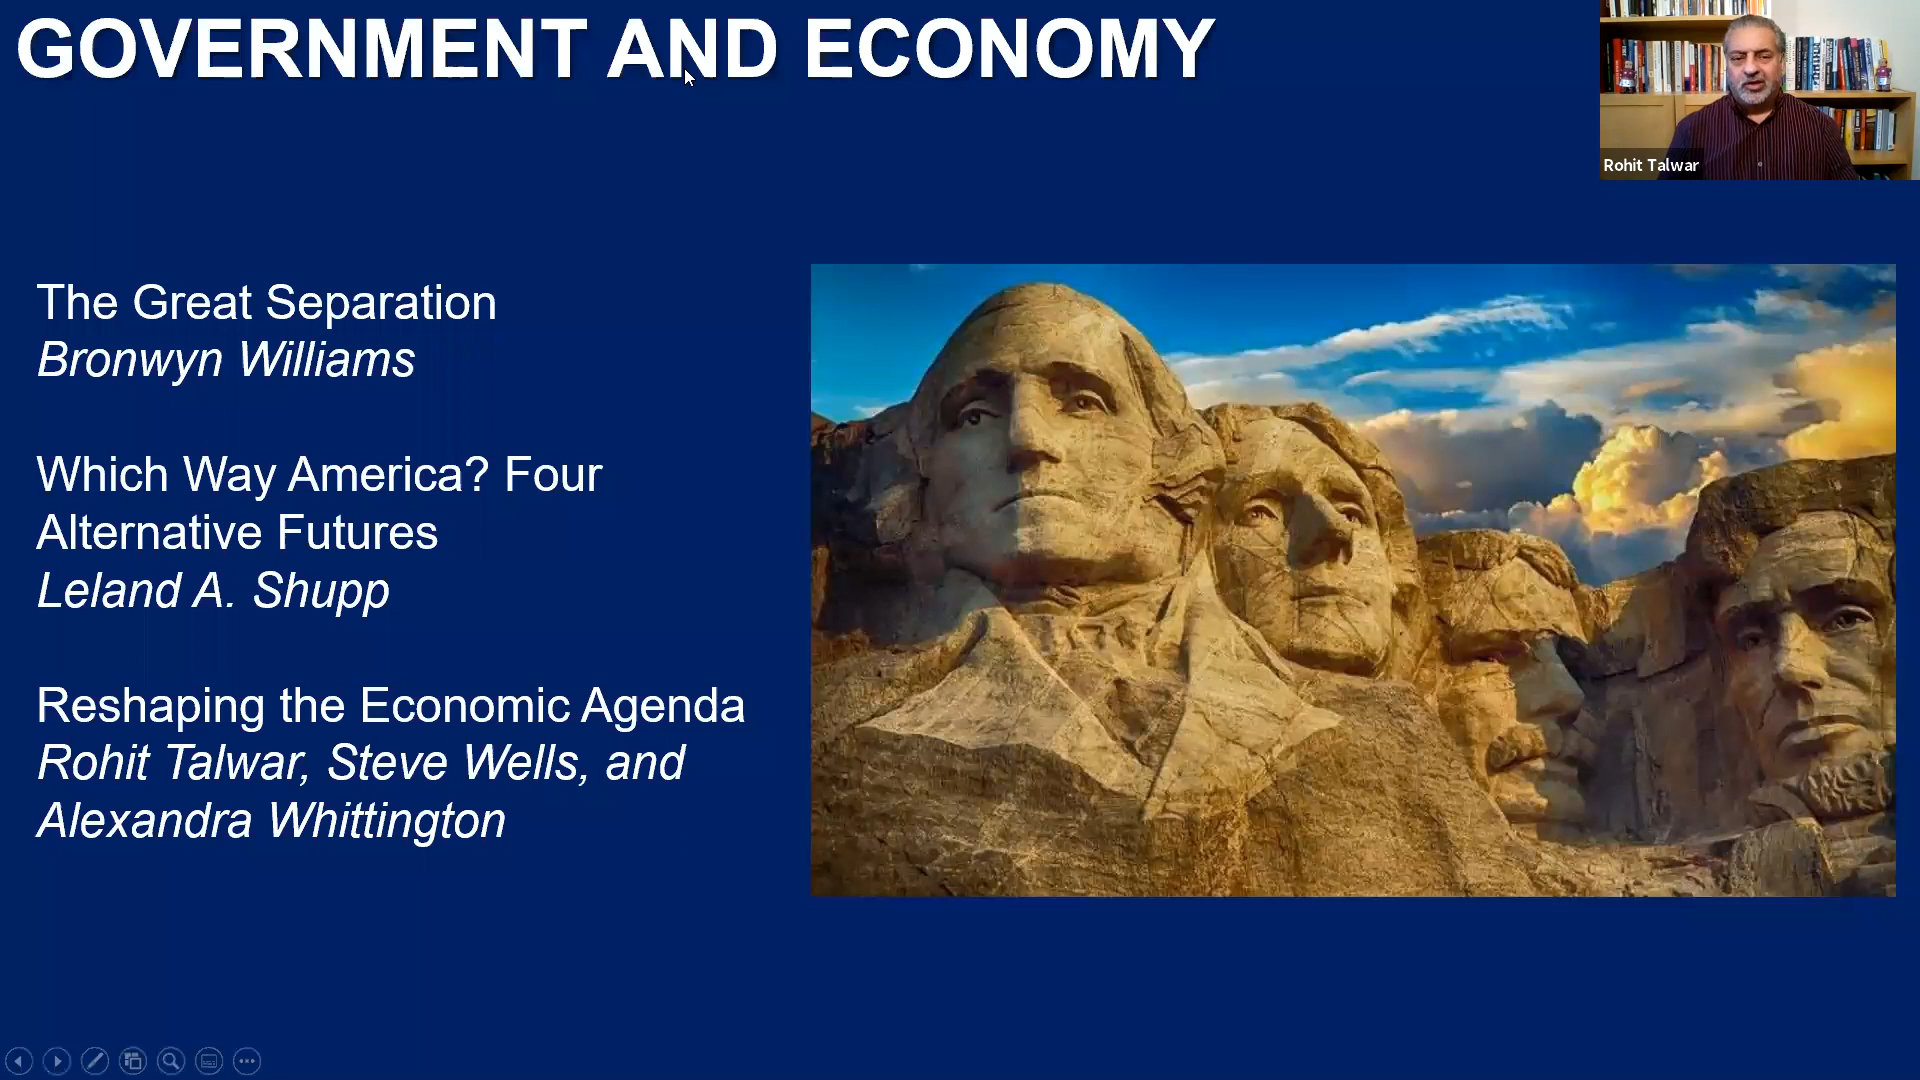 GOVERNMENT AND ECONOMY
Rohit Talwar
The Great Separation
Bronwyn Williams
Which Way America? Four
Alternative Futures
Leland A. Shupp
Reshaping the Economic Agenda
Rohit Talwar, Steve Wells, and
Alexandra Whittington